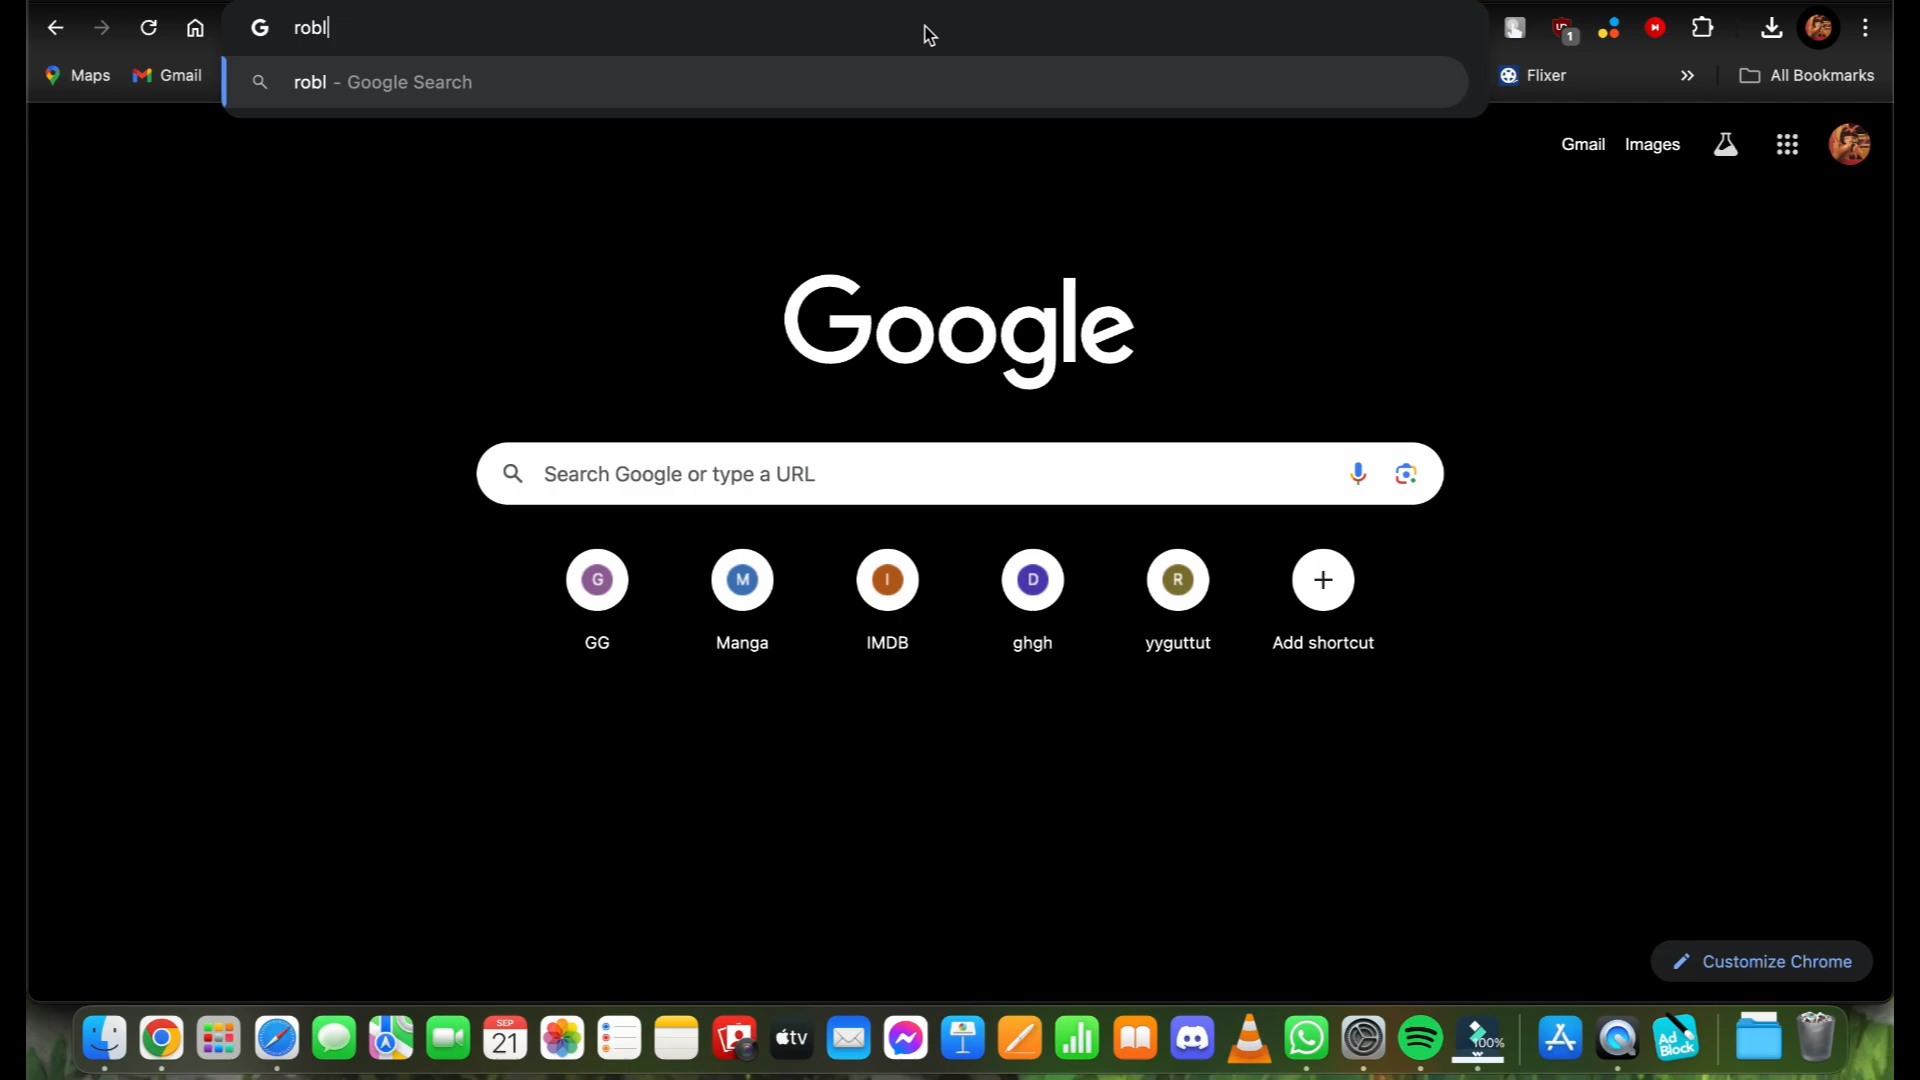 robl
1
Maps
Gmail
robl - Google Search
Flixer
All Bookmarks
Gmail
Images
Google
Search Google or type a URL
G
M
I
D
R
GG
Manga
IMDB
ghgh
yyguttut
Add shortcut
Customize Chrome
SEP
21
tv
100%
Ad
Block